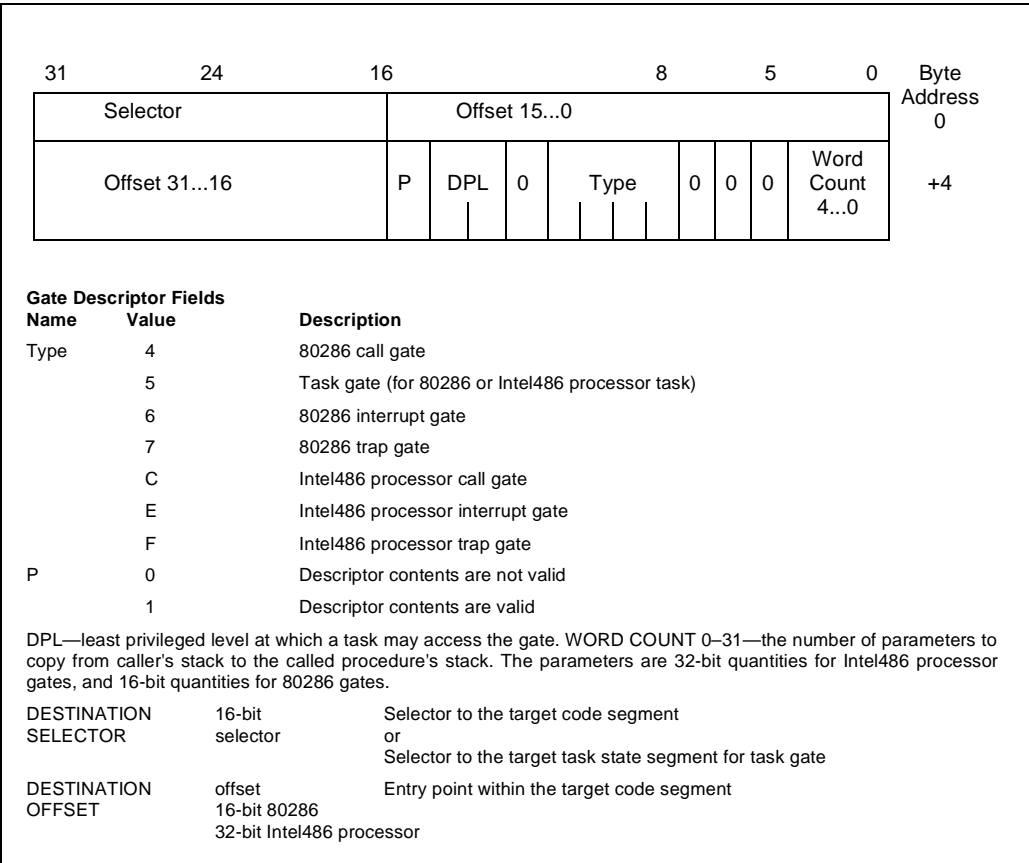 31 24 16 8 5 0 Byte
Address
Selector Offset 15...0 0
Offset 31...16 P DPL 0 Type 0 0 0 Word
Count
4...0 +4
Gate Descriptor Fields
Name Value Description
Type 4 80286 call gate
5 Task gate (for 80286 or Intel486 processor task)
6 80286 interrupt gate
7 80286 trap gate
C Intel486 processor call gate
E Intel486 processor interrupt gate
F Intel486 processor trap gate
P 0 Descriptor contents are not valid
1 Descriptor contents are valid
DPL—least privileged level at which a task may access the gate. WORD COUNT 0–31—the number of parameters to
copy from caller's stack to the called procedure's stack. The parameters are 32-bit quantities for Intel486 processor
gates, and 16-bit quantities for 80286 gates.
DESTINATION 16-bit Selector to the target code segment
SELECTOR selector or
Selector to the target task state segment for task gate
DESTINATION offset Entry point within the target code segment
OFFSET 16-bit 80286
32-bit Intel486 processor